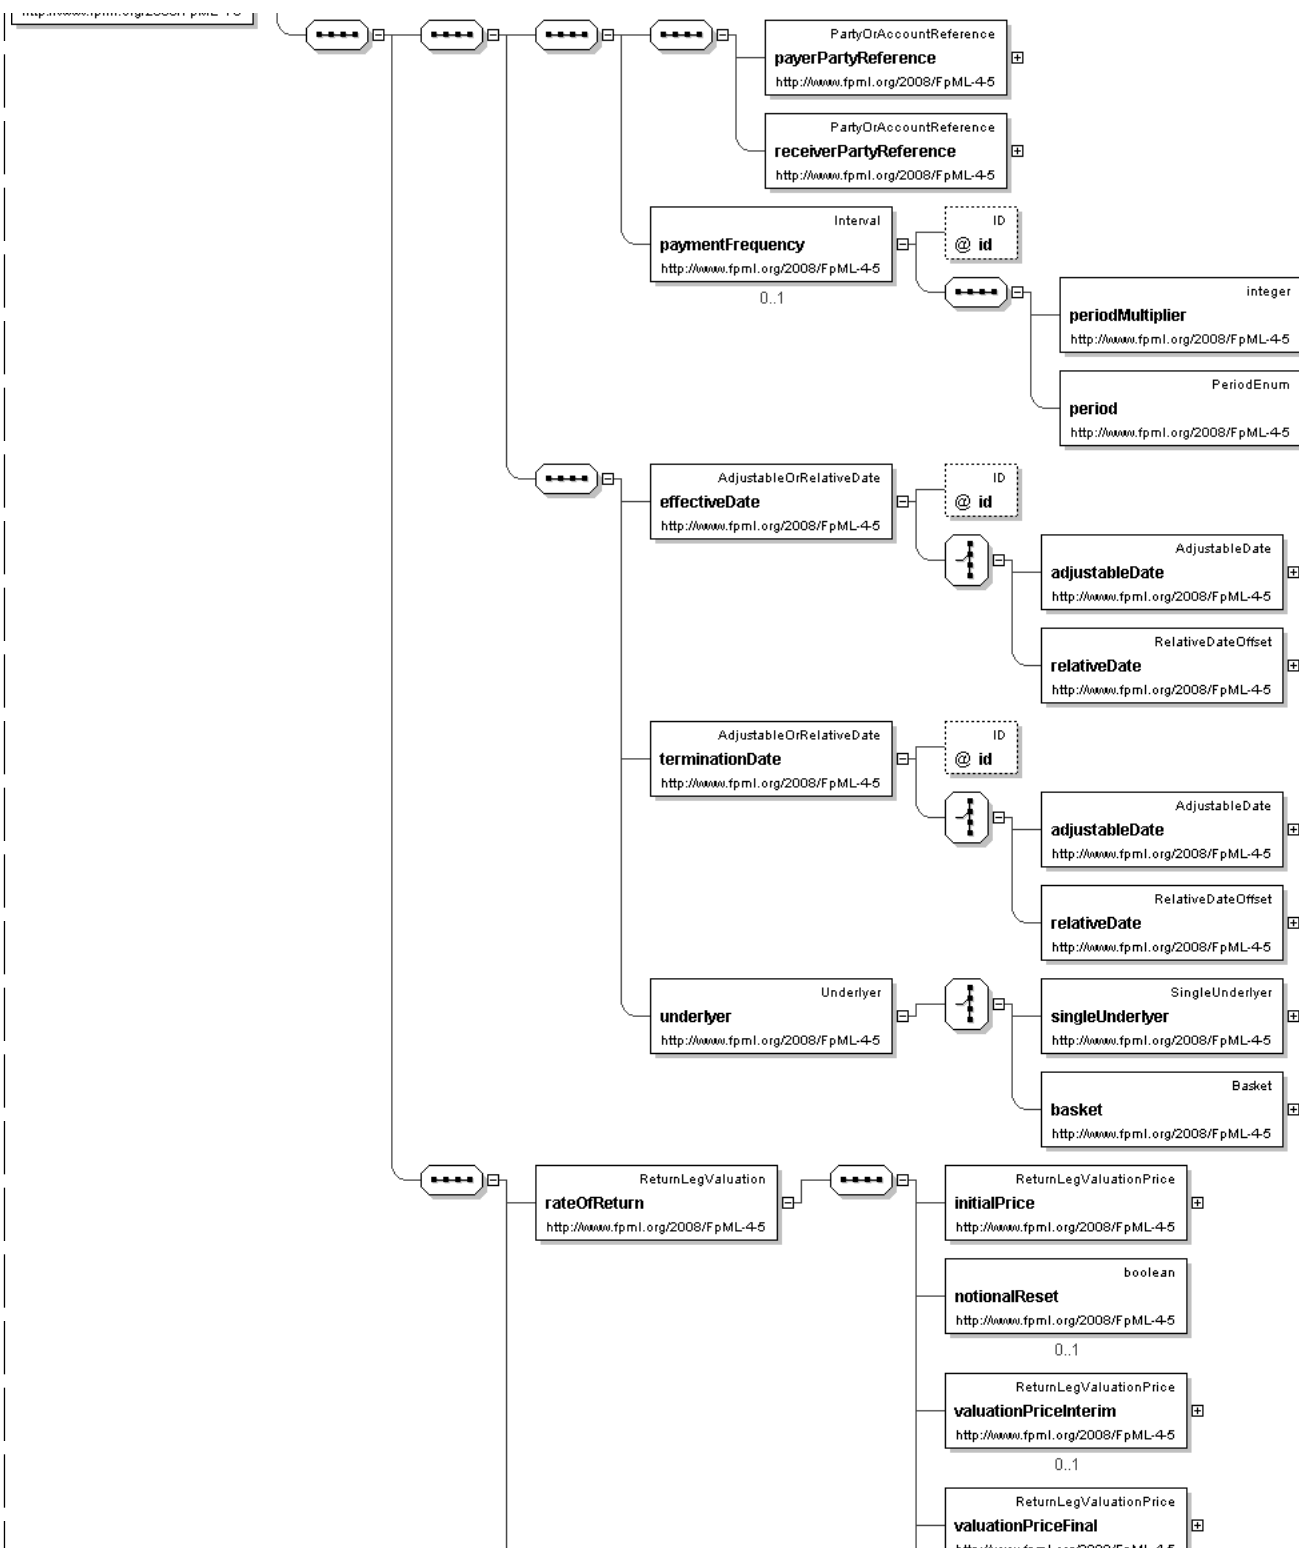 PartyOrAccountReference
payerPartyReference
http://www.fpml.org/2008/FpML-4-5
PartyOrAccountReference
receiverPartyReference
http://www.fpml.org/2008/FpML-4-5
Interval
paymentFrequency
http://www.fpml.org/2008/FpML-4-5
0..1
ID
@ id
integer
periodMultiplier
http://www.fpml.org/2008/FpML-4-5
PeriodEnum
period
http://www.fpml.org/2008/FpML-4-5
AdjustableOrRelativeDate
effectiveDate
http://www.fpml.org/2008/FpML-4-5
ID
@ id
AdjustableDate
adjustableDate
http://www.fpml.org/2008/FpML-4-5
RelativeDateOffset
relativeDate
http://www.fpml.org/2008/FpML-4-5
AdjustableOrRelativeDate
terminationDate
http://www.fpml.org/2008/FpML-4-5
ID
@ id
AdjustableDate
adjustableDate
http://www.fpml.org/2008/FpML-4-5
RelativeDateOffset
relativeDate
http://www.fpml.org/2008/FpML-4-5
Underlyer
underlyer
http://www.fpml.org/2008/FpML-4-5
SingleUnderlyer
singleUnderlyer
http://www.fpml.org/2008/FpML-4-5
Basket
basket
http://www.fpml.org/2008/FpML-4-5
ReturnLegValuation
rateOfReturn
http://www.fpml.org/2008/FpML-4-5
ReturnLegValuationPrice
initialPrice
http://www.fpml.org/2008/FpML-4-5
boolean
notionalReset
http://www.fpml.org/2008/FpML-4-5
0..1
ReturnLegValuationPrice
valuationPriceInterim
http://www.fpml.org/2008/FpML-4-5
0..1
ReturnLegValuationPrice
valuationPriceFinal